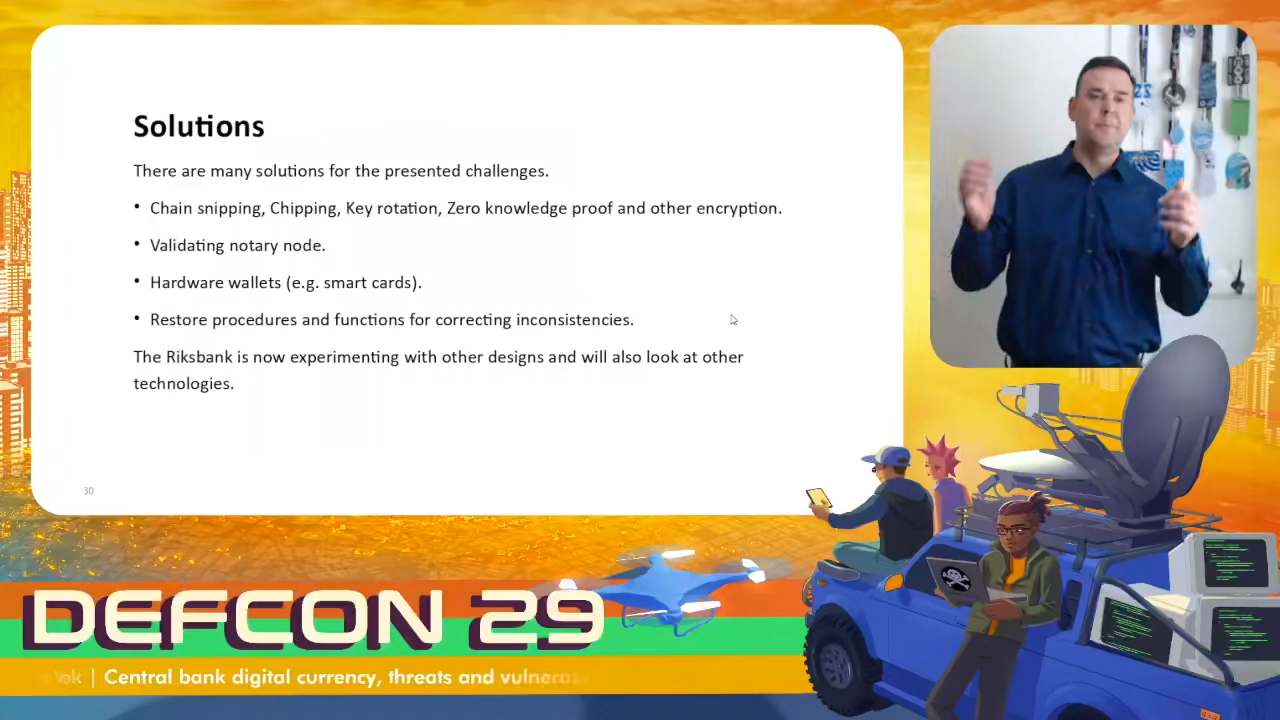 Solutions
There are many solutions for the presented challenges.
• Chain snipping, Chipping, Key rotation, Zero knowledge proof and other encryption.
• Validating notary node.
• Hardware wallets (e.g. smart cards).
• Restore procedures and functions for correcting inconsistencies.
The Riksbank is now experimenting with other designs and will also look at other
technologies.
30
DEFCON 29
| Central bank digital currency, threats and